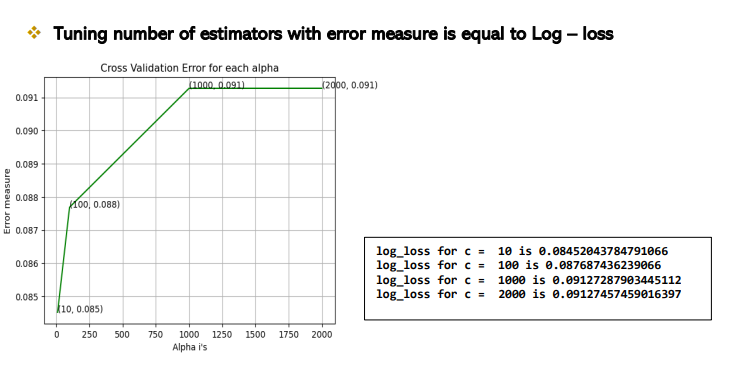 Tuning number of estimators with error measure is equal to Log – loss
Cross Validation Error for each alpha
(1000, 0.091)
(2000, 0.091)
0.091
0.090
0.089
0.088
(100, 0.088)
0.087
0.086
0.085
(10, 0.085)
Error measure
0 250 500 750 1000 1250 1500 1750 2000
Alpha i's
log_loss for c =  10 is 0.08452043784791066
log_loss for c =  100 is 0.087687436239066
log_loss for c =  1000 is 0.09127287903445112
log_loss for c =  2000 is 0.09127457459016397